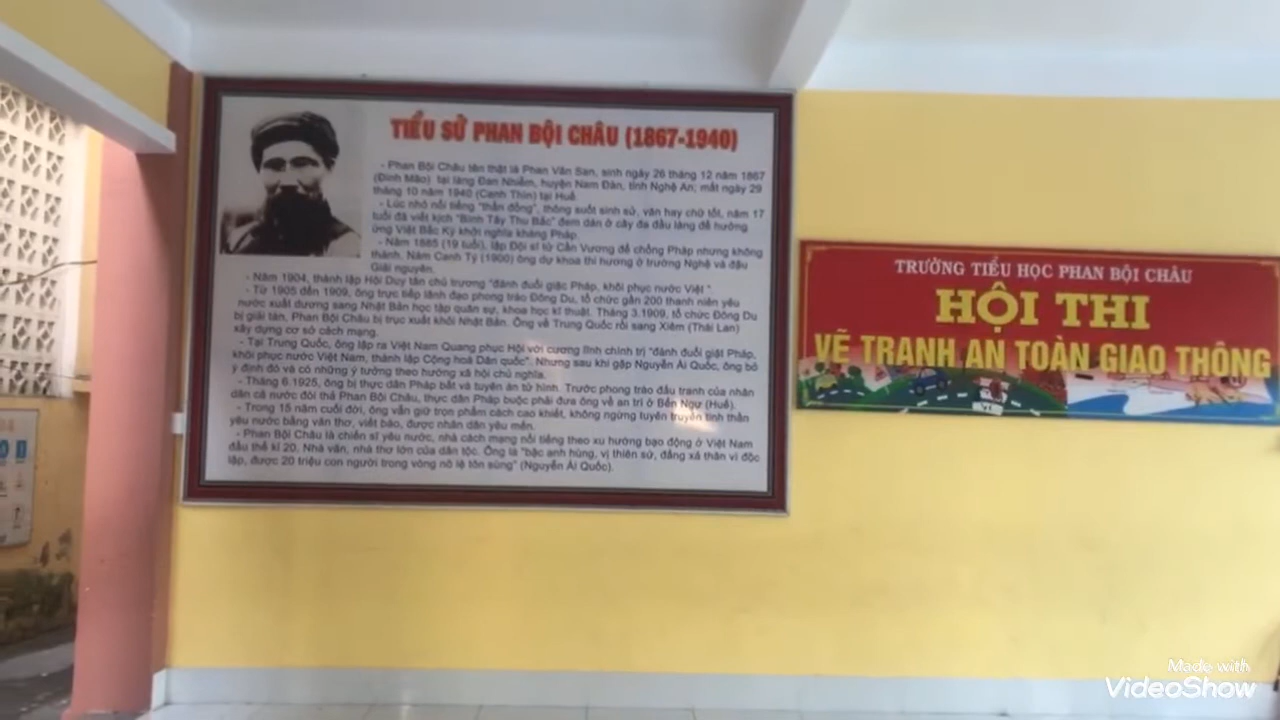 TIỂU SỬ PHAN BỘI CHÂU (1867-1940)
- Phan Bội Châu tên thật là Phan Văn San, sinh ngày 26 tháng 12 năm 1867
(Đinh Mão) tại làng Đan Nhiễm, huyện Nam Đàn, tỉnh Nghệ An; mất ngày 29
tháng 10 năm 1940 (Canh Thìn) tại Huế.
- Lúc nhỏ nổi tiếng "thần đồng", thông suốt sinh sử, văn hay chữ tốt, năm 17
tuổi đã viết kịch "Bình Tây Thu Bắc" đem dán ở cây đa đầu làng để hưởng
ứng Việt Bắc Kỳ khởi nghĩa kháng Pháp.
- Năm 1885 (19 tuổi), lập Đội sĩ tử Cần Vương để chống Pháp nhưng không
thành. Năm Canh Tý (1900) ông dự khoa thi hương ở trường Nghệ và đậu
Giải nguyên.
- Năm 1904, thành lập Hội Duy tân chủ trương "đánh đuổi giặc Pháp, khôi phục nước Việt".
- Từ 1905 đến 1909, ông trực tiếp lãnh đạo phong trào Đông Du, tổ chức gần 200 thanh niên yêu
nước xuất dương sang Nhật Bản học tập quân sự, khoa học kĩ thuật. Tháng 3.1909, tổ chức Đông Du
bị giải tán, Phan Bội Châu bị trục xuất khỏi Nhật Bản. Ông về Trung Quốc rồi sang Xiêm (Thái Lan)
xây dựng cơ sở cách mạng.
- Tại Trung Quốc, ông lập ra Việt Nam Quang phục Hội với cương lĩnh chính trị "đánh đuổi giặt Pháp,
khôi phục nước Việt Nam, thành lập Cộng hoà Dân quốc". Nhưng sau khi gặp Nguyễn Ái Quốc, ông bỏ
ý định đó và có những ý tưởng theo hướng xã hội chủ nghĩa.
- Tháng 6.1925, ông bị thực dân Pháp bắt và tuyên án tử hình. Trước phong trào đấu tranh của nhân
dân cả nước đòi thả Phan Bội Châu, thực dân Pháp buộc phải đưa ông về an trí ở Bến Ngự (Huế).
- Trong 15 năm cuối đời, ông vẫn giữ trọn phẩm cách cao khiết, không ngừng tuyên truyền tinh thần
yêu nước bằng văn thơ, viết báo, được nhân dân yêu mến.
- Phan Bội Châu là chiến sĩ yêu nước, nhà cách mạng nổi tiếng theo xu hướng bạo động ở Việt Nam
đầu thế kỉ 20, Nhà văn, nhà thơ lớn của dân tộc. Ông là "bậc anh hùng, vị thiên sứ, đấng xả thân vì độc
lập, được 20 triệu con người trong vòng nô lệ tôn sùng" (Nguyễn Ái Quốc).
TRƯỜNG TIỂU HỌC PHAN BỘI CHÂU
HỘI THI
VẼ TRANH AN TOÀN GIAO THÔNG
Made with
VideoShow